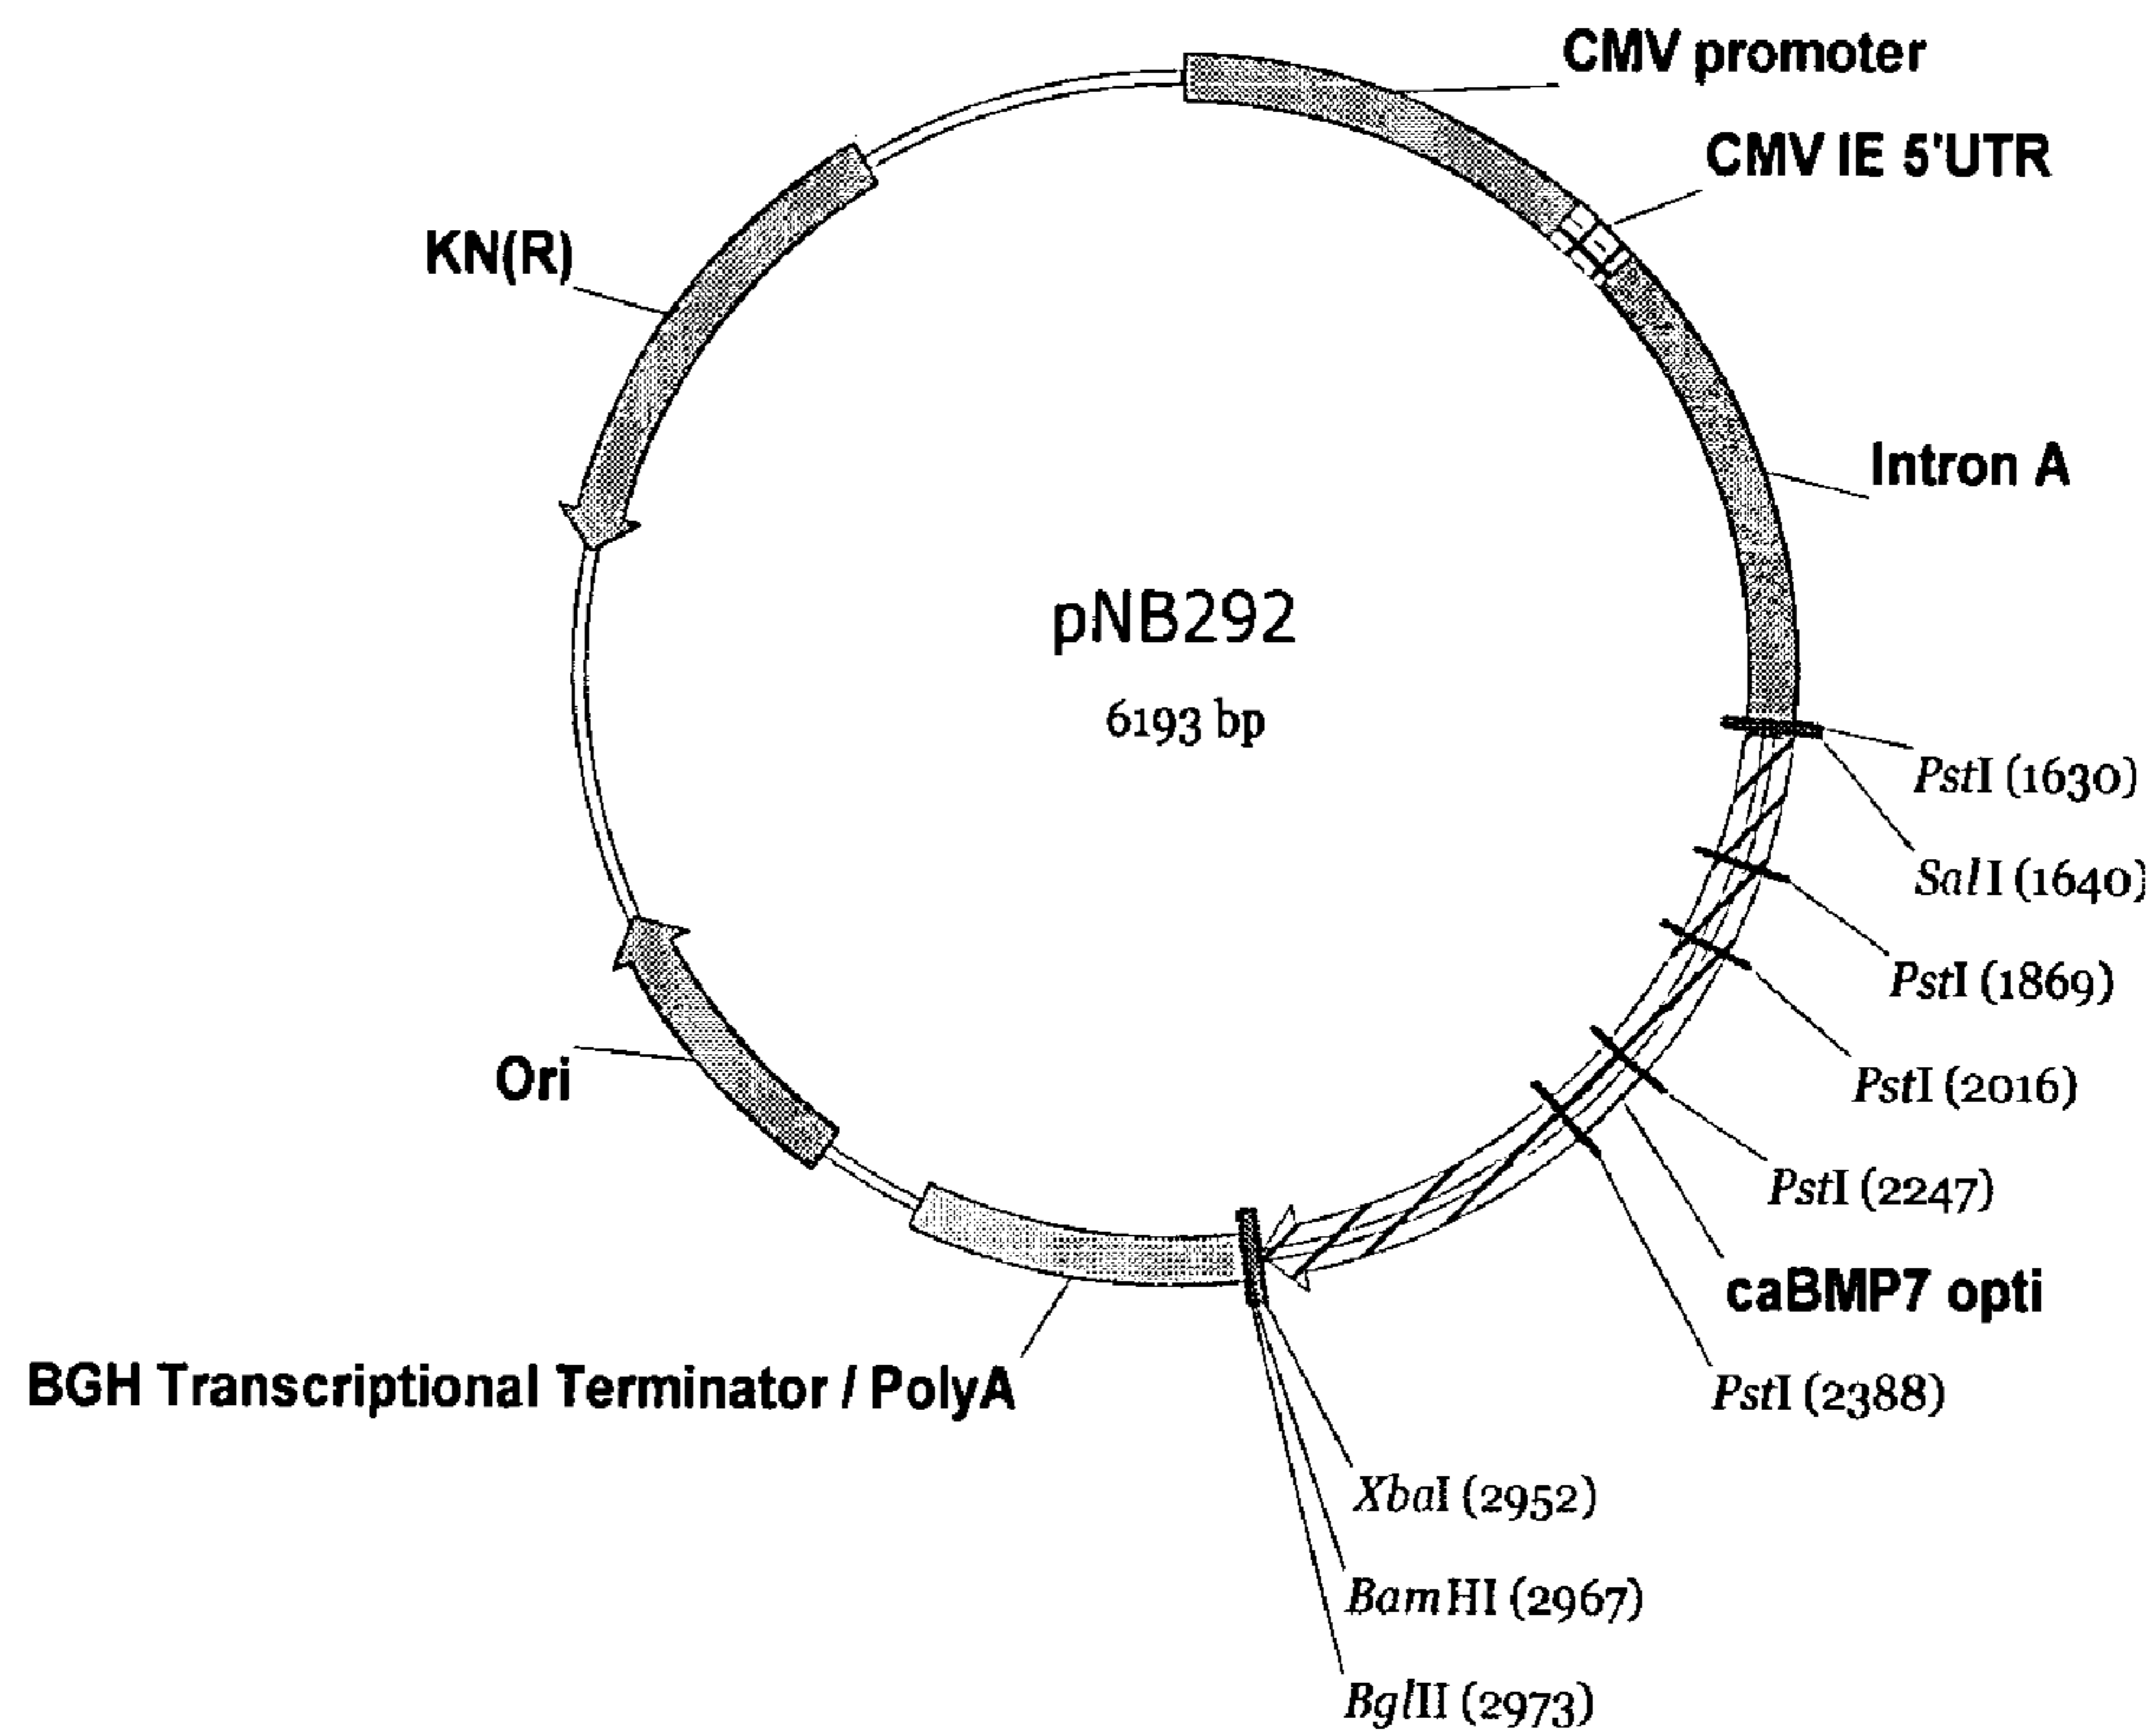 CMV promoter
CMV IE 5'UTR
KN(R)
Intron A
pNB292
6193 bp
PstI (1630)
SalI (1640)
PstI (1869)
PstI (2016)
Ori
PstI (2247)
caBMP7 opti
BGH Transcriptional Terminator / PolyA
PstI (2388)
XbaI (2952)
BamHI (2967)
BglII (2973)